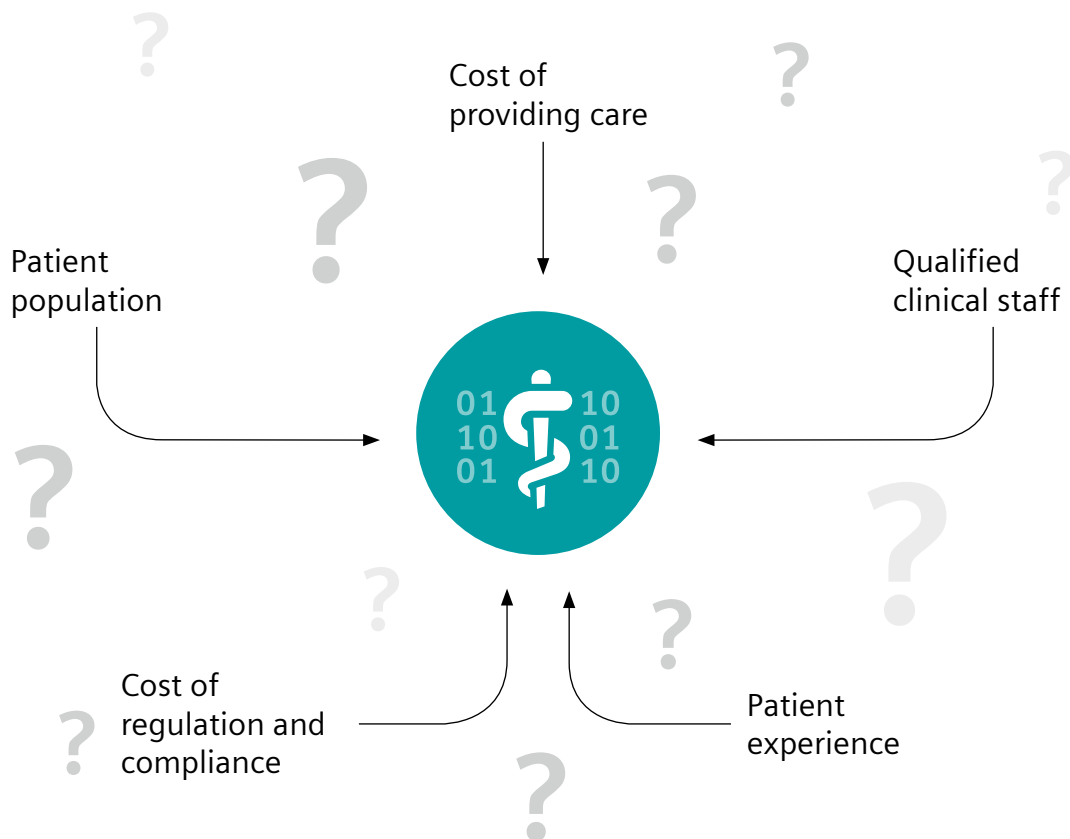 ?
?
Cost of
providing care
?
?
?
Patient
population
Qualified
clinical staff
01 10
10 01
01 10
?
?
?
?
Cost of
regulation and
compliance
Patient
experience
?
?